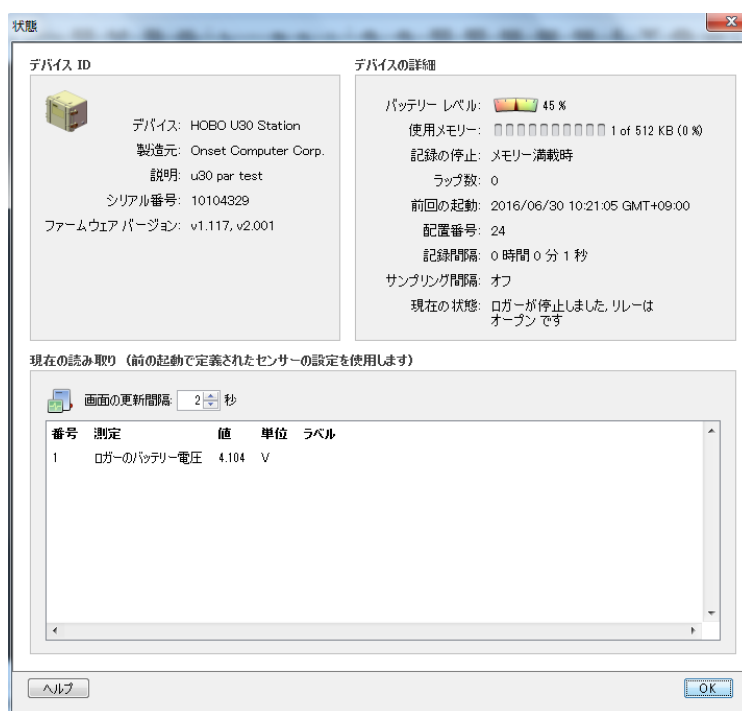 状態
デバイス ID
デバイス: HOBO U30 Station
製造元: Onset Computer Corp.
説明: u30 par test
シリアル番号: 10104329
ファームウェア バージョン: v1.117, v2.001
デバイスの詳細
バッテリー レベル: 45 %
使用メモリー: 1 of 512 KB (0 %)
記録の停止: メモリー満載時
ラップ数: 0
前回の起動: 2016/06/30 10:21:05 GMT+09:00
配置番号: 24
記録間隔: 0 時間 0 分 1 秒
サンプリング間隔: オフ
現在の状態: ロガーが停止しました, リレーは
オープン です
現在の読み取り (前の起動で定義されたセンサーの設定を使用します)
画面の更新間隔: 2 秒
番号 測定 値 単位 ラベル
1 ロガーのバッテリー電圧 4.104 V
ヘルプ
OK